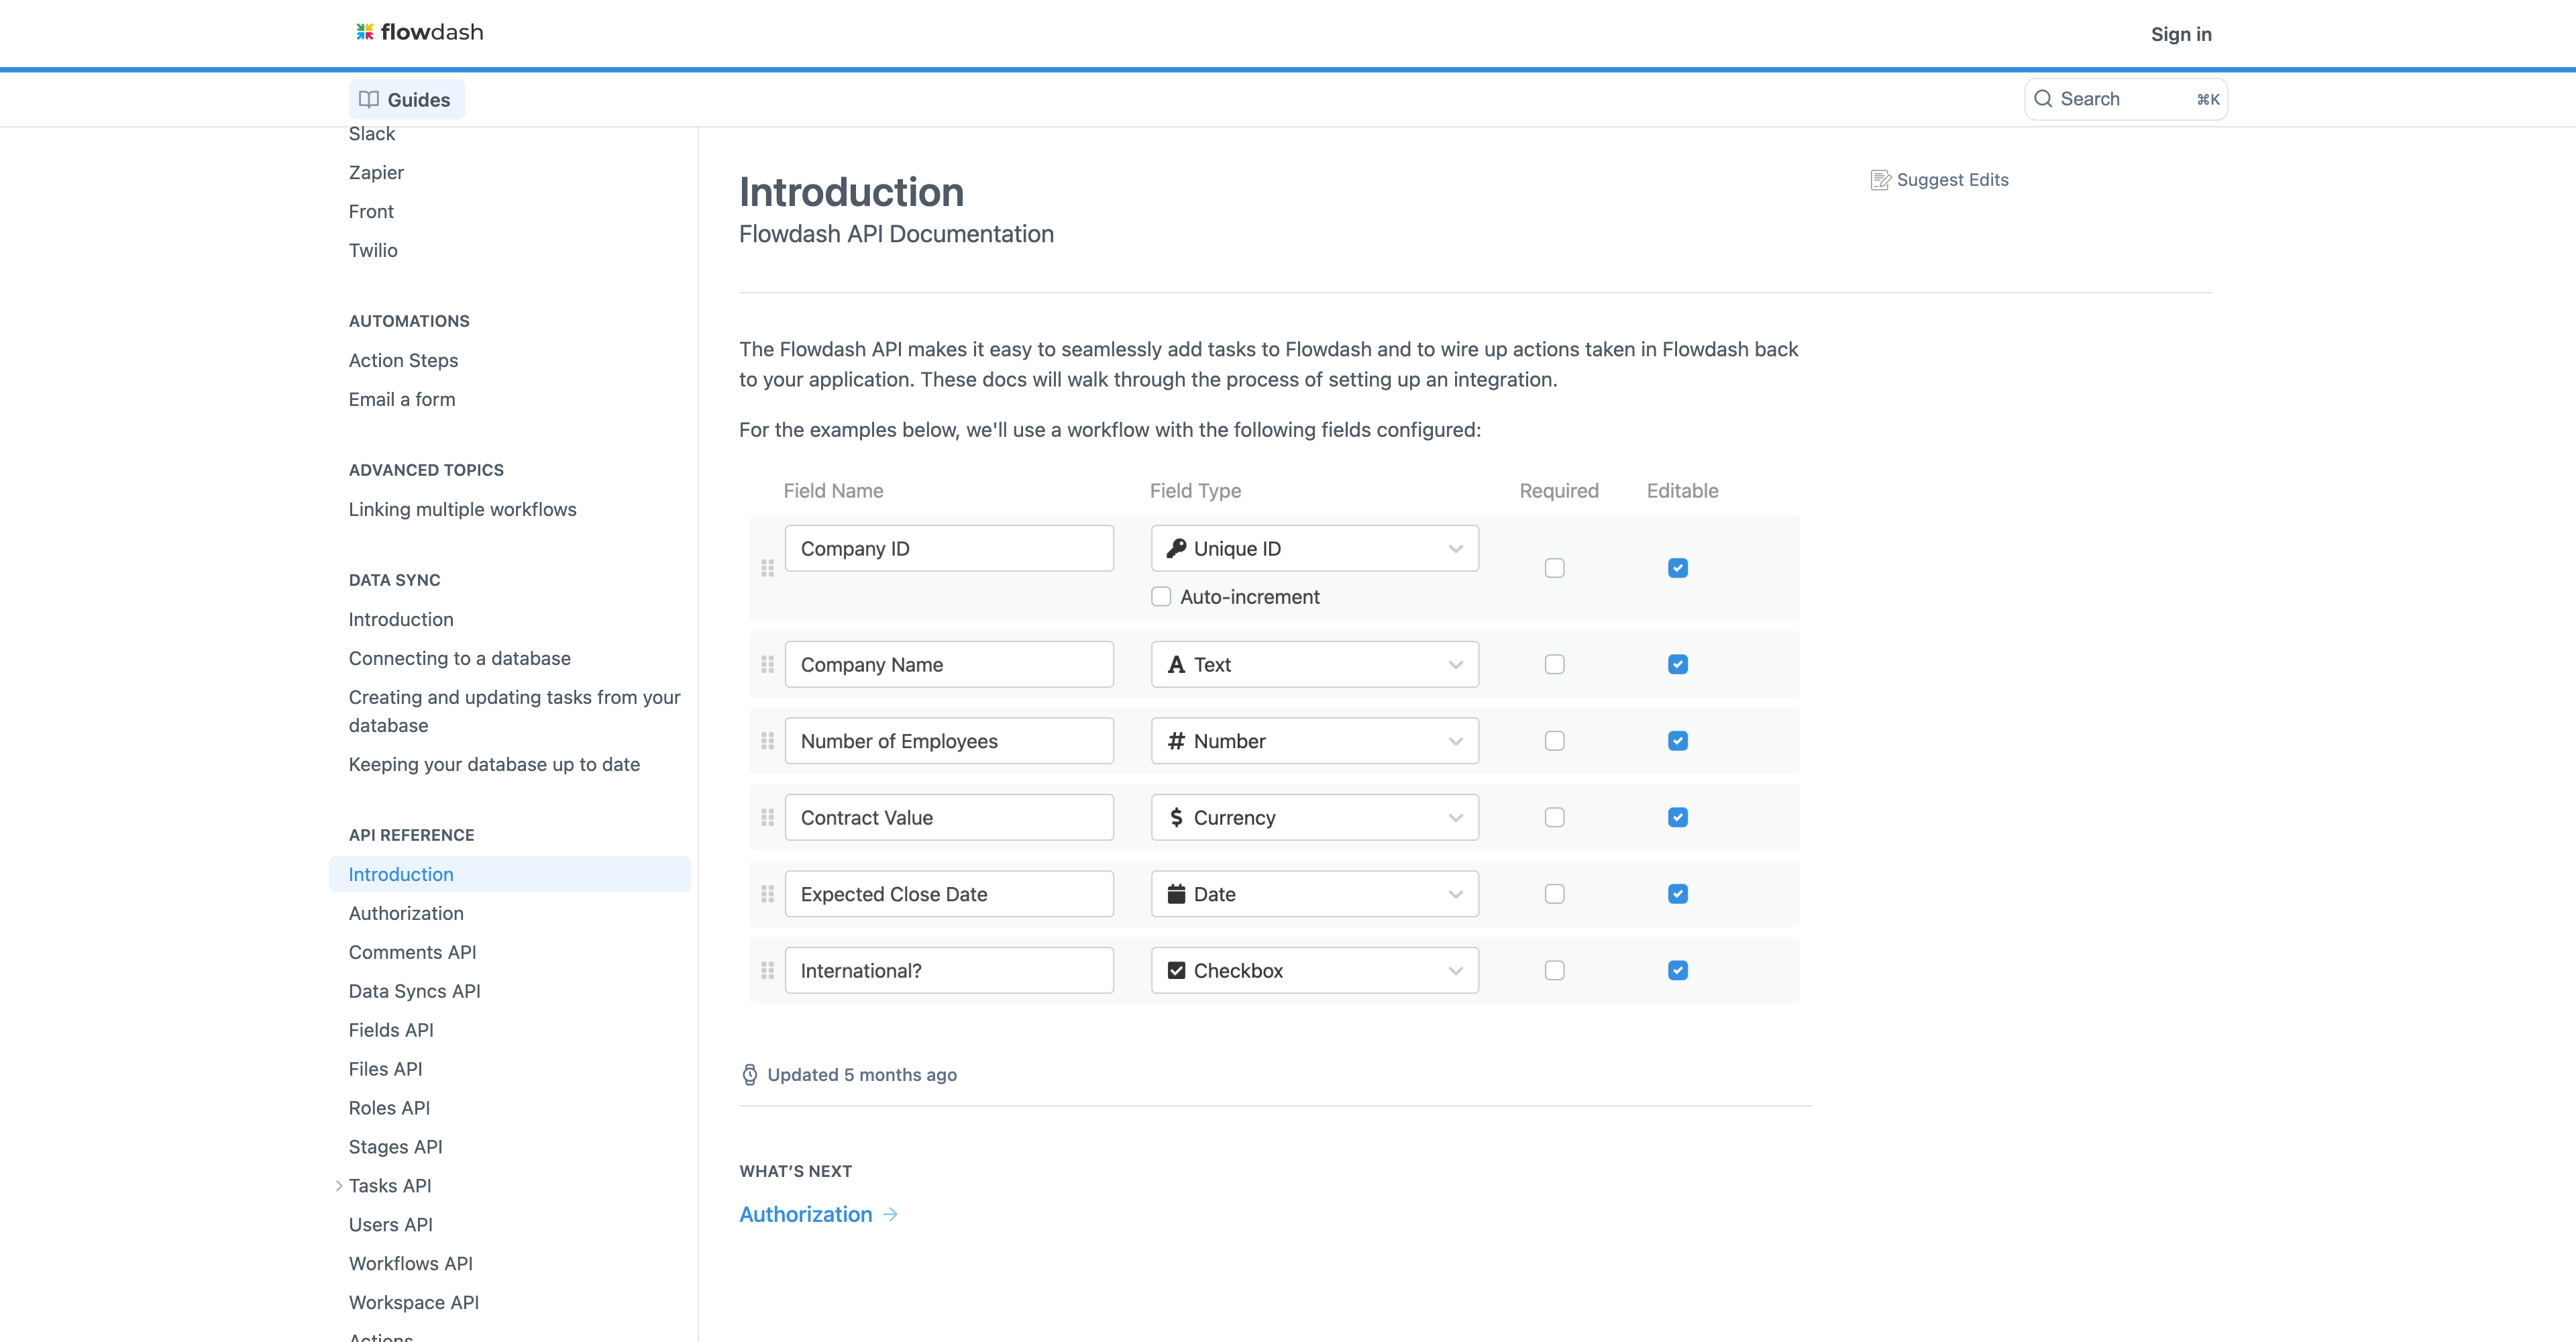 flowdash
Sign in
Guides
Search
⌘K
Slack
Zapier
Front
Twilio
AUTOMATIONS
Action Steps
Email a form
ADVANCED TOPICS
Linking multiple workflows
DATA SYNC
Introduction
Connecting to a database
Creating and updating tasks from your
database
Keeping your database up to date
API REFERENCE
Introduction
Authorization
Comments API
Data Syncs API
Fields API
Files API
Roles API
Stages API
Tasks API
Users API
Workflows API
Workspace API
Actions
Introduction
Suggest Edits
Flowdash API Documentation
The Flowdash API makes it easy to seamlessly add tasks to Flowdash and to wire up actions taken in Flowdash back
to your application. These docs will walk through the process of setting up an integration.
For the examples below, we'll use a workflow with the following fields configured:
Field Name Field Type Required Editable
Company ID Unique ID
Auto-increment
Company Name Text
Number of Employees Number
Contract Value Currency
Expected Close Date Date
International? Checkbox
Updated 5 months ago
WHAT'S NEXT
Authorization